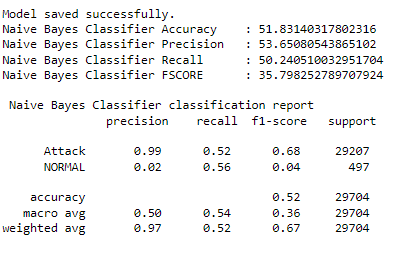 Model saved successfully.
Naive Bayes Classifier Accuracy : 51.83140317802316
Naive Bayes Classifier Precision : 53.65080543865102
Naive Bayes Classifier Recall : 50.240510032951704
Naive Bayes Classifier FSCORE : 35.798252789707924
Naive Bayes Classifier classification report
precision recall f1-score support
Attack 0.99 0.52 0.68 29207
NORMAL 0.02 0.56 0.04 497
accuracy 0.52 29704
macro avg 0.50 0.54 0.36 29704
weighted avg 0.97 0.52 0.67 29704